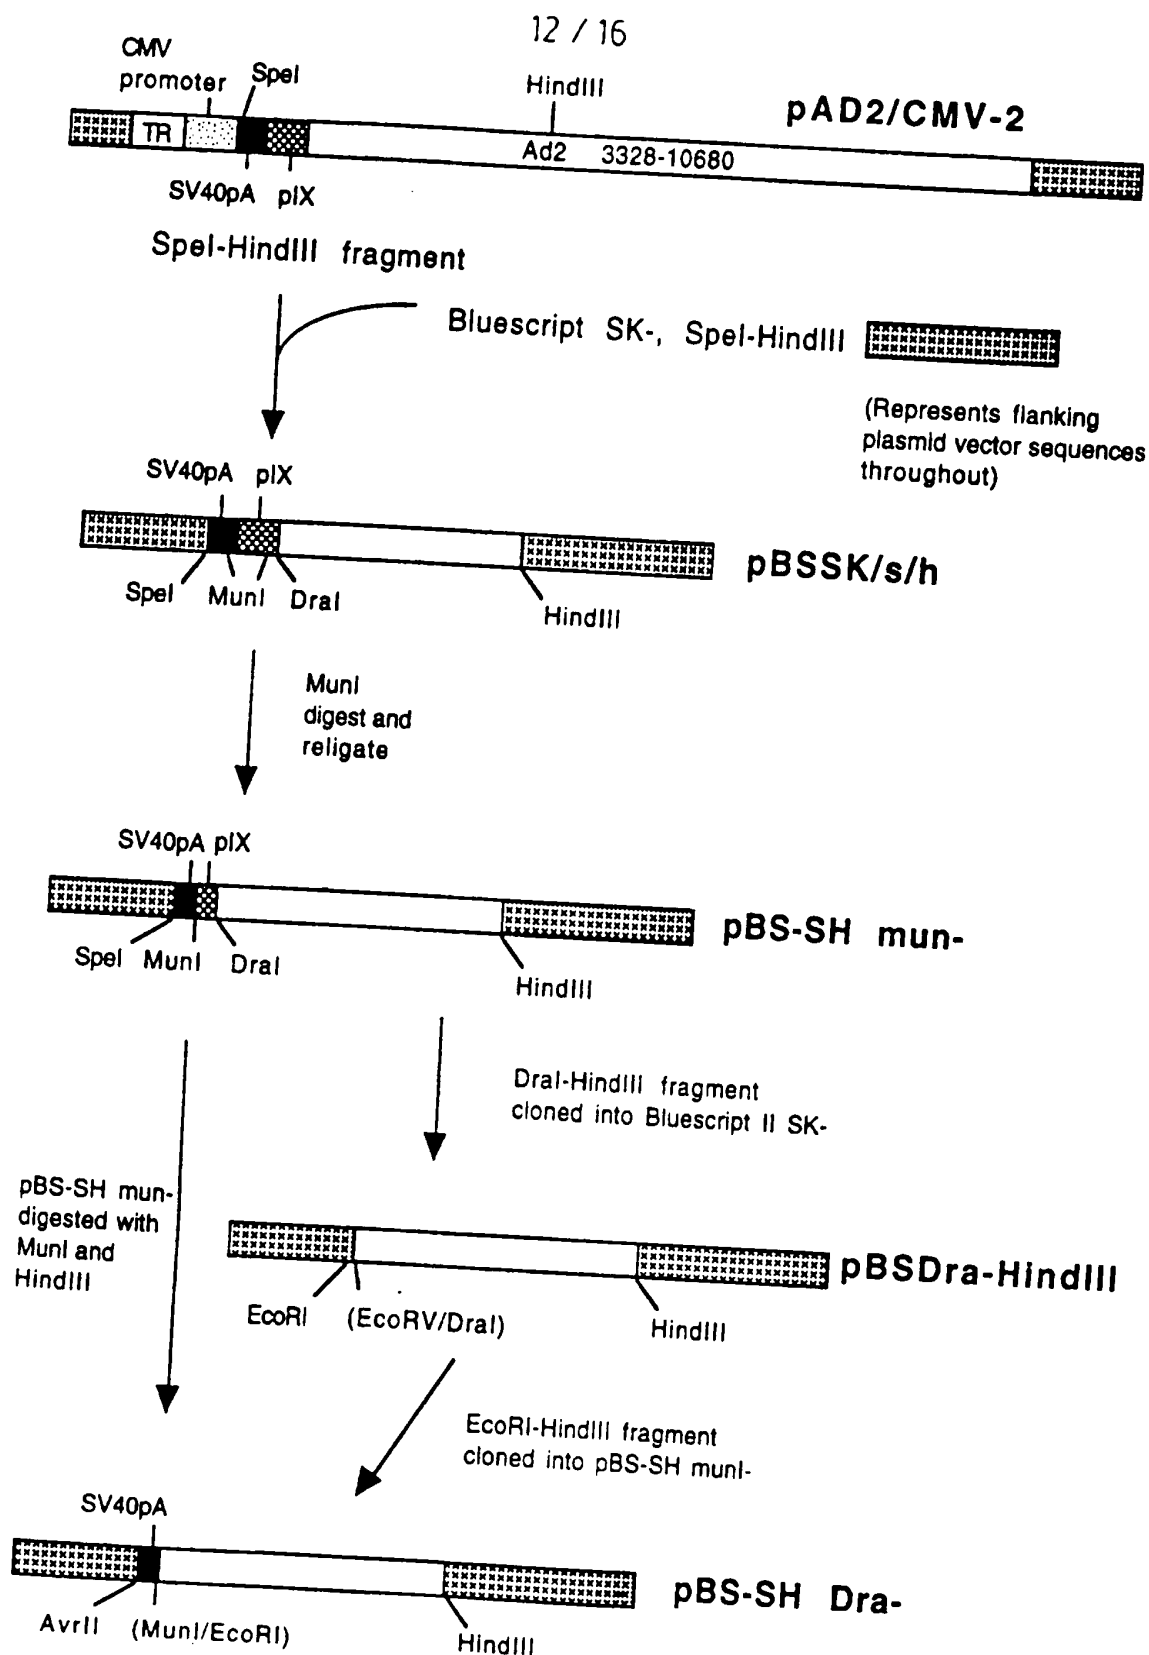 12 / 16
CMV
promoter
SpeI
HindIII
pAD2/CMV-2
TR
Ad2 3328-10680
SV40pA pIX
SpeI-HindIII fragment
Bluescript SK-, SpeI-HindIII
(Represents flanking
plasmid vector sequences
throughout)
SV40pA pIX
pBSSK/s/h
SpeI MunI DraI
HindIII
MunI
digest and
religate
SV40pA pIX
pBS-SH mun-
SpeI MunI DraI
HindIII
DraI-HindIII fragment
cloned into Bluescript II SK-
pBS-SH mun-
digested with
MunI and
HindIII
pBSDra-HindIII
EcoRI (EcoRV/DraI)
HindIII
EcoRI-HindIII fragment
cloned into pBS-SH munI-
SV40pA
pBS-SH Dra-
AvrII (MunI/EcoRI)
HindIII